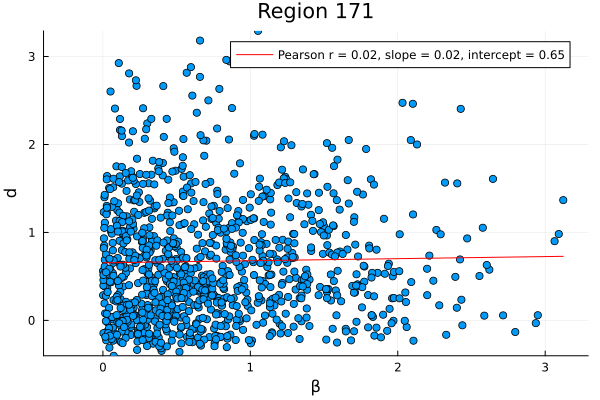 Region 171
Pearson r = 0.02, slope = 0.02, intercept = 0.65
3
2
1
0
d
0
1
2
3
β